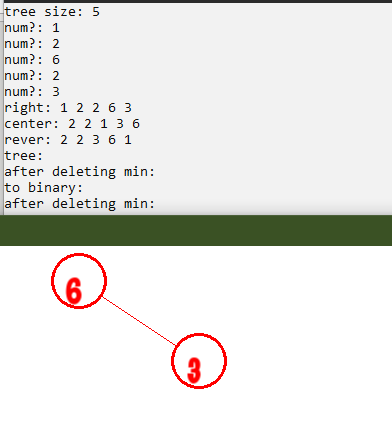 tree size: 5
num?: 1
num?: 2
num?: 6
num?: 2
num?: 3
right: 1 2 2 6 3
center: 2 2 1 3 6
rever: 2 2 3 6 1
tree:
after deleting min:
to binary:
after deleting min:
6
3